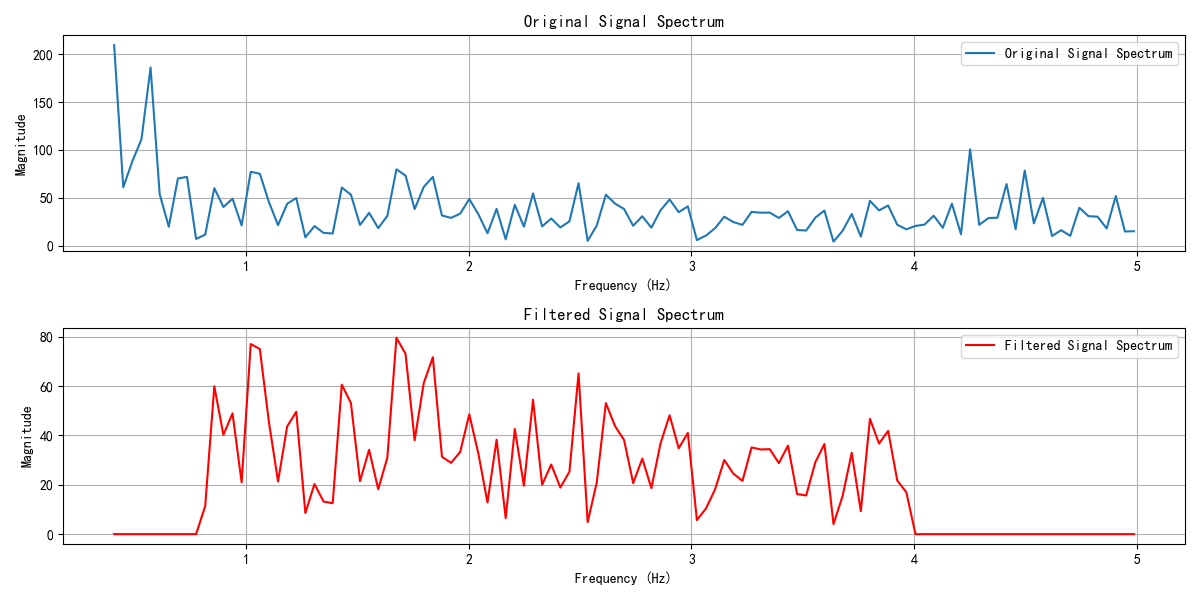 Original Signal Spectrum
200
150
100
50
0
Magnitude
Original Signal Spectrum
1
2
3
4
5
Frequency (Hz)
Filtered Signal Spectrum
80
60
40
20
0
Magnitude
Filtered Signal Spectrum
1
2
3
4
5
Frequency (Hz)